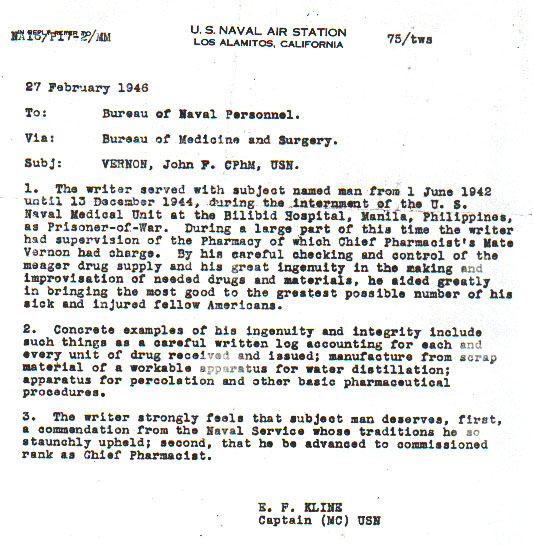 U. S. NAVAL AIR STATION
LOS ALAMITOS, CALIFORNIA
IN REPLY REFER TO
NA16/P17-2/MM
75/tws
27 February 1946
To: Bureau of Naval Personnel.
Via: Bureau of Medicine and Surgery.
Subj: VERNON, John F. CPhM, USN.
1. The writer served with subject named man from 1 June 1942
until 13 December 1944, during the internment of the U. S.
Naval Medical Unit at the Bilibid Hospital, Manila, Philippines,
as Prisoner-of-War. During a large part of this time the writer
had supervision of the Pharmacy of which Chief Pharmacist's Mate
Vernon had charge. By his careful checking and control of the
meager drug supply and his great ingenuity in the making and
improvisation of needed drugs and materials, he aided greatly
in bringing the most good to the greatest possible number of his
sick and injured fellow Americans.
2. Concrete examples of his ingenuity and integrity include
such things as a careful written log accounting for each and
every unit of drug received and issued; manufacture from scrap
material of a workable apparatus for water distillation;
apparatus for percolation and other basic pharmaceutical
procedures.
3. The writer strongly feels that subject man deserves, first,
a commendation from the Naval Service whose traditions he so
staunchly upheld; second, that he be advanced to commissioned
rank as Chief Pharmacist.
E. F. KLINE
Captain (MC) USN